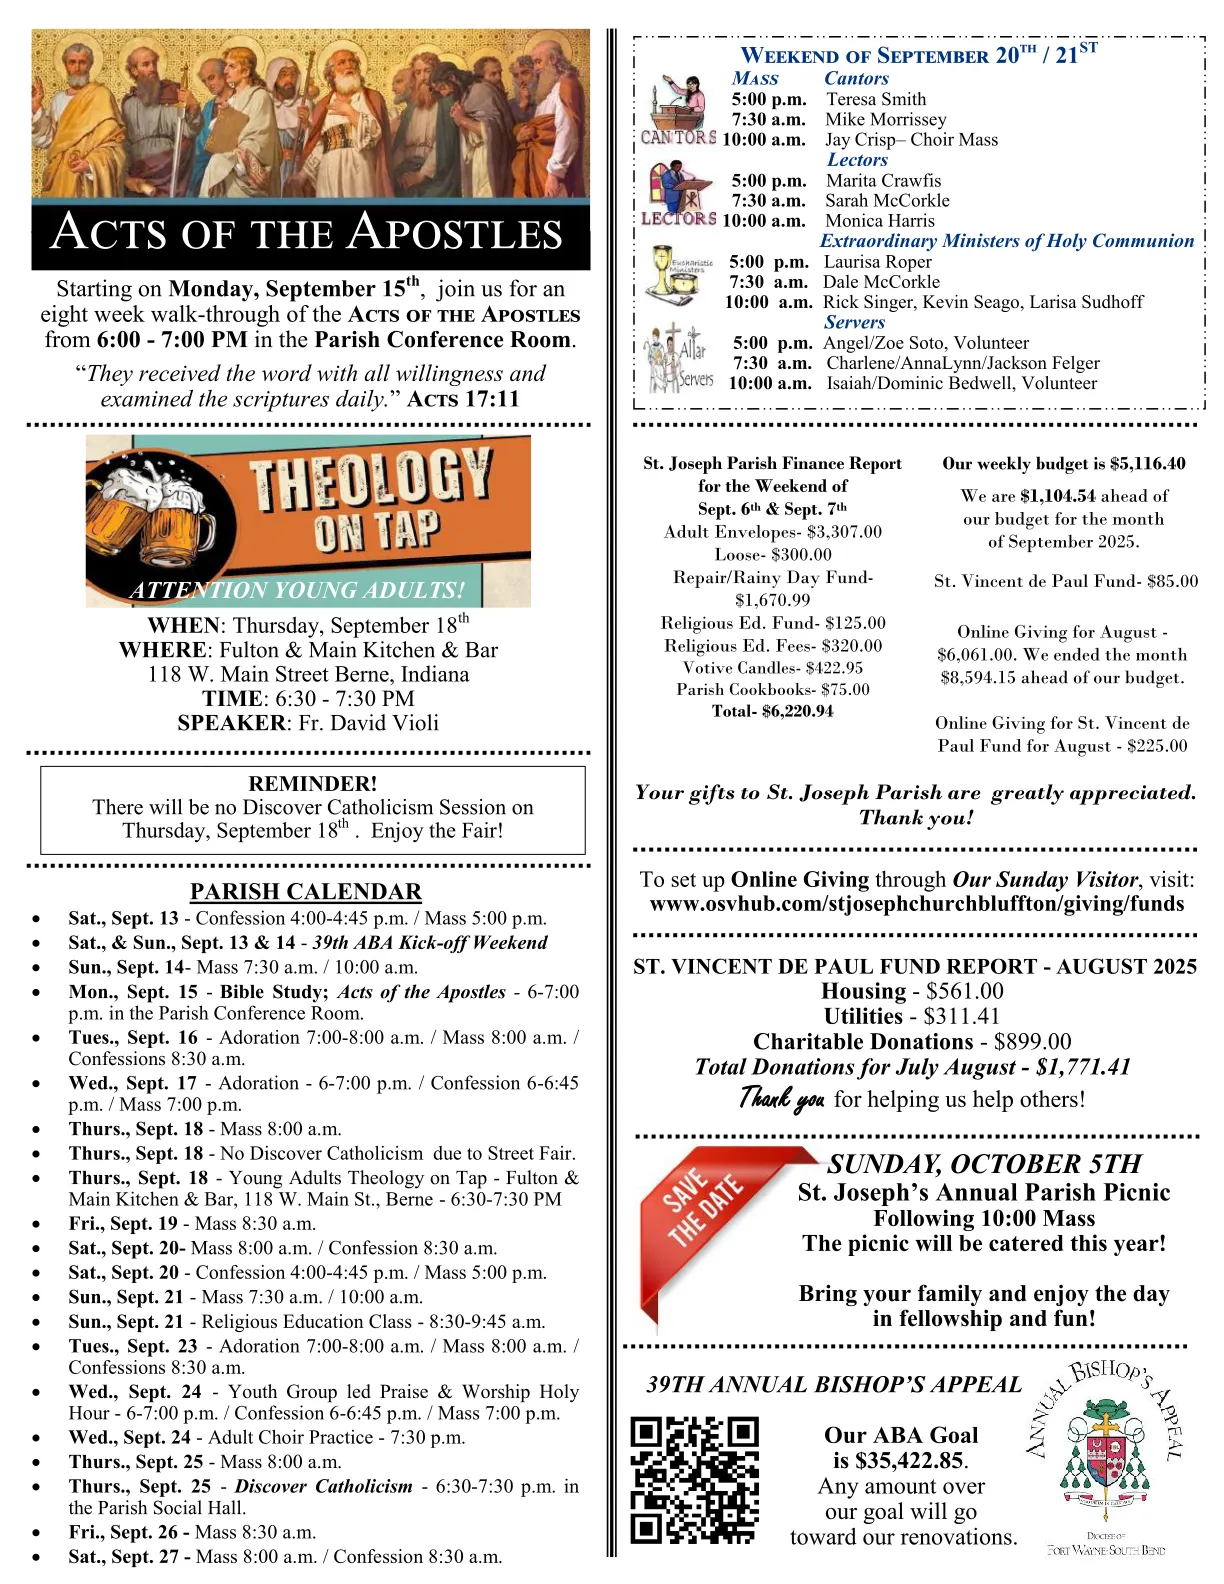 ACTS OF THE APOSTLES
Starting on Monday, September 15th, join us for an
eight week walk-through of the ACTS OF THE APOSTLES
from 6:00 - 7:00 PM in the Parish Conference Room.
“They received the word with all willingness and
examined the scriptures daily.” ACTS 17:11
THEOLOGY
ON TAP
ATTENTION YOUNG ADULTS!
WHEN: Thursday, September 18th
WHERE: Fulton & Main Kitchen & Bar
118 W. Main Street Berne, Indiana
TIME: 6:30 - 7:30 PM
SPEAKER: Fr. David Violi
REMINDER!
There will be no Discover Catholicism Session on
Thursday, September 18th . Enjoy the Fair!
PARISH CALENDAR
• Sat., Sept. 13 - Confession 4:00-4:45 p.m. / Mass 5:00 p.m.
• Sat., & Sun., Sept. 13 & 14 - 39th ABA Kick-off Weekend
• Sun., Sept. 14- Mass 7:30 a.m. / 10:00 a.m.
• Mon., Sept. 15 - Bible Study; Acts of the Apostles - 6-7:00
p.m. in the Parish Conference Room.
• Tues., Sept. 16 - Adoration 7:00-8:00 a.m. / Mass 8:00 a.m. /
Confessions 8:30 a.m.
• Wed., Sept. 17 - Adoration - 6-7:00 p.m. / Confession 6-6:45
p.m. / Mass 7:00 p.m.
• Thurs., Sept. 18 - Mass 8:00 a.m.
• Thurs., Sept. 18 - No Discover Catholicism due to Street Fair.
• Thurs., Sept. 18 - Young Adults Theology on Tap - Fulton &
Main Kitchen & Bar, 118 W. Main St., Berne - 6:30-7:30 PM
• Fri., Sept. 19 - Mass 8:30 a.m.
• Sat., Sept. 20- Mass 8:00 a.m. / Confession 8:30 a.m.
• Sat., Sept. 20 - Confession 4:00-4:45 p.m. / Mass 5:00 p.m.
• Sun., Sept. 21 - Mass 7:30 a.m. / 10:00 a.m.
• Sun., Sept. 21 - Religious Education Class - 8:30-9:45 a.m.
• Tues., Sept. 23 - Adoration 7:00-8:00 a.m. / Mass 8:00 a.m. /
Confessions 8:30 a.m.
• Wed., Sept. 24 - Youth Group led Praise & Worship Holy
Hour - 6-7:00 p.m. / Confession 6-6:45 p.m. / Mass 7:00 p.m.
• Wed., Sept. 24 - Adult Choir Practice - 7:30 p.m.
• Thurs., Sept. 25 - Mass 8:00 a.m.
• Thurs., Sept. 25 - Discover Catholicism - 6:30-7:30 p.m. in
the Parish Social Hall.
• Fri., Sept. 26 - Mass 8:30 a.m.
• Sat., Sept. 27 - Mass 8:00 a.m. / Confession 8:30 a.m.
WEEKEND OF SEPTEMBER 20TH / 21ST
MASS Cantors
5:00 p.m. Teresa Smith
7:30 a.m. Mike Morrissey
CANTORS 10:00 a.m. Jay Crisp– Choir Mass
Lectors
5:00 p.m. Marita Crawfis
7:30 a.m. Sarah McCorkle
LECTORS 10:00 a.m. Monica Harris
Extraordinary Ministers of Holy Communion
Eucharistic Ministers
5:00 p.m. Laurisa Roper
7:30 a.m. Dale McCorkle
10:00 a.m. Rick Singer, Kevin Seago, Larisa Sudhoff
Servers
Altar Servers
5:00 p.m. Angel/Zoe Soto, Volunteer
7:30 a.m. Charlene/AnnaLynn/Jackson Felger
10:00 a.m. Isaiah/Dominic Bedwell, Volunteer
St. Joseph Parish Finance Report
for the Weekend of
Sept. 6th & Sept. 7th
Adult Envelopes- $3,307.00
Loose- $300.00
Repair/Rainy Day Fund-
$1,670.99
Religious Ed. Fund- $125.00
Religious Ed. Fees- $320.00
Votive Candles- $422.95
Parish Cookbooks- $75.00
Total- $6,220.94
Our weekly budget is $5,116.40
We are $1,104.54 ahead of
our budget for the month
of September 2025.
St. Vincent de Paul Fund- $85.00
Online Giving for August -
$6,061.00. We ended the month
$8,594.15 ahead of our budget.
Online Giving for St. Vincent de
Paul Fund for August - $225.00
Your gifts to St. Joseph Parish are greatly appreciated.
Thank you!
To set up Online Giving through Our Sunday Visitor, visit:
www.osvhub.com/stjosephchurchbluffton/giving/funds
ST. VINCENT DE PAUL FUND REPORT - AUGUST 2025
Housing - $561.00
Utilities - $311.41
Charitable Donations - $899.00
Total Donations for July August - $1,771.41
Thank you for helping us help others!
SAVE
THE DATE
SUNDAY, OCTOBER 5TH
St. Joseph’s Annual Parish Picnic
Following 10:00 Mass
The picnic will be catered this year!
Bring your family and enjoy the day
in fellowship and fun!
39TH ANNUAL BISHOP’S APPEAL
Our ABA Goal
is $35,422.85.
Any amount over
our goal will go
toward our renovations.
ANNUAL BISHOP'S APPEAL
DIOCESE OF
FORT WAYNE-SOUTH BEND